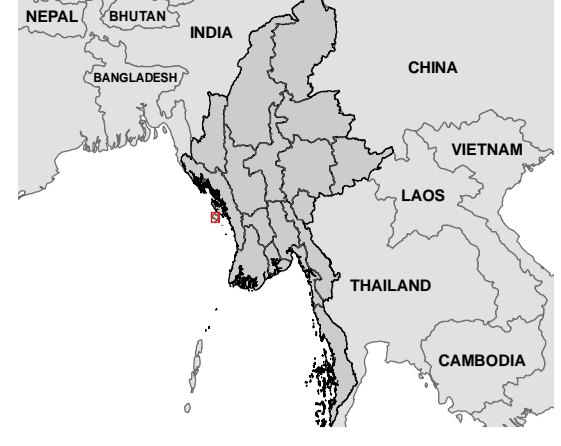 NEPAL
BHUTAN
INDIA
BANGLADESH
CHINA
VIETNAM
LAOS
THAILAND
CAMBODIA